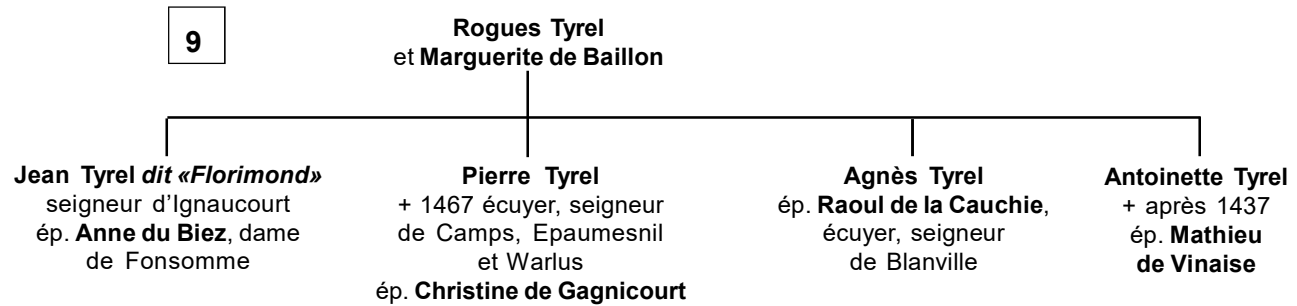 9
Rogues Tyrel
et Marguerite de Baillon
Jean Tyrel dit «Florimond»
seigneur d'Ignaucourt
ép. Anne du Biez, dame
de Fonsomme
Pierre Tyrel
+ 1467 écuyer, seigneur
de Camps, Epaumesnil
et Warlus
ép. Christine de Gagnicourt
Agnès Tyrel
ép. Raoul de la Cauchie,
écuyer, seigneur
de Blanville
Antoinette Tyrel
+ après 1437
ép. Mathieu
de Vinaise